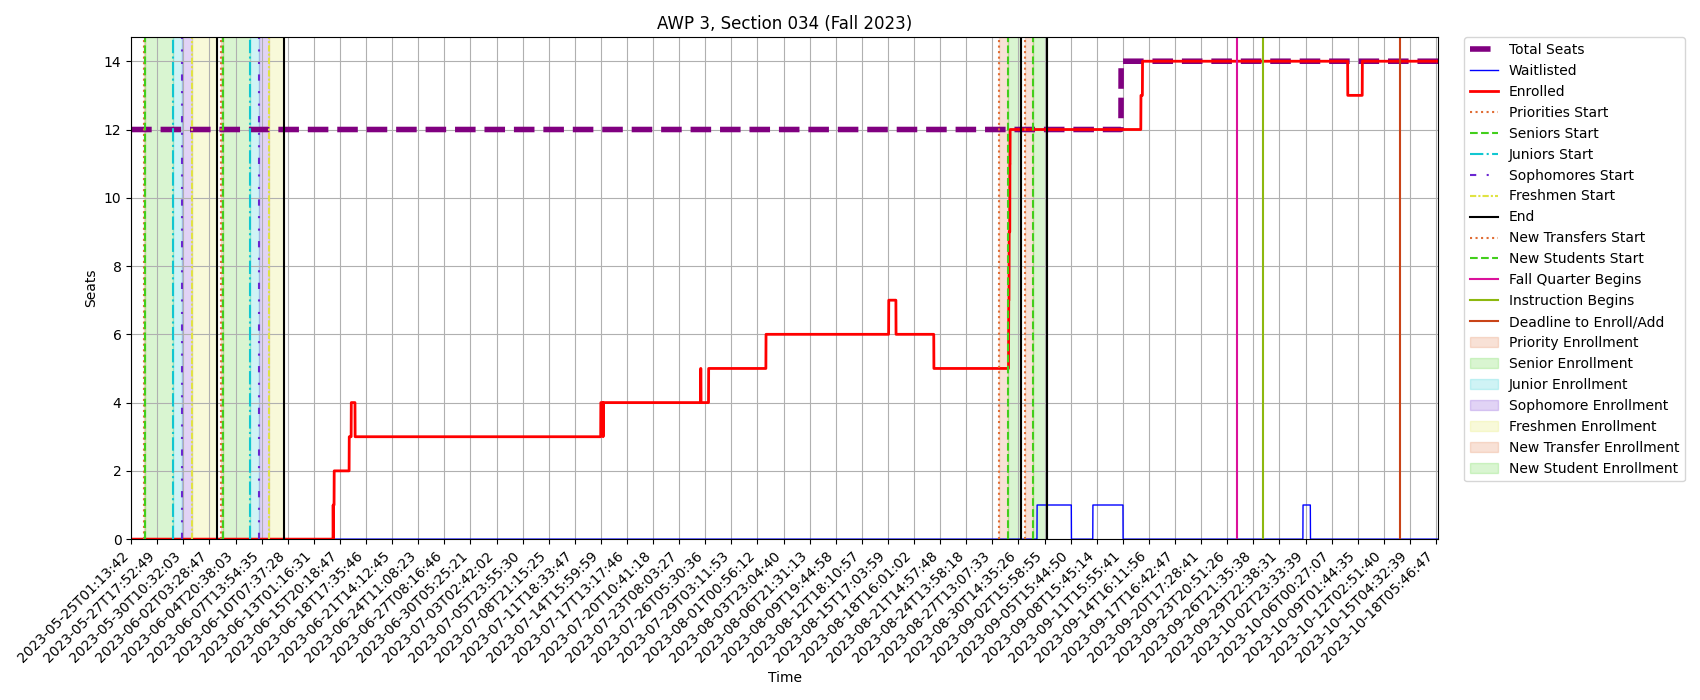 AWP 3, Section 034 (Fall 2023)
Seats
14
12
10
8
6
4
2
0
2023-05-25T01:13:42
2023-05-27T17:52:49
2023-05-30T10:32:03
2023-06-02T03:28:47
2023-06-04T20:38:03
2023-06-07T13:54:35
2023-06-10T07:37:28
2023-06-13T01:16:31
2023-06-15T20:18:47
2023-06-18T17:35:46
2023-06-21T14:12:45
2023-06-24T11:08:23
2023-06-27T08:16:46
2023-06-30T05:25:21
2023-07-03T02:42:02
2023-07-05T23:55:30
2023-07-08T21:15:25
2023-07-11T18:33:47
2023-07-14T15:59:59
2023-07-17T13:17:46
2023-07-20T10:41:18
2023-07-23T08:03:27
2023-07-26T05:30:36
2023-07-29T03:11:53
2023-08-01T00:56:12
2023-08-03T23:04:40
2023-08-06T21:31:13
2023-08-09T19:44:58
2023-08-12T18:10:57
2023-08-15T17:03:59
2023-08-18T16:01:02
2023-08-21T14:57:48
2023-08-24T13:58:18
2023-08-27T13:07:33
2023-08-30T14:35:26
2023-09-02T15:58:55
2023-09-05T15:44:50
2023-09-08T15:45:14
2023-09-11T15:55:41
2023-09-14T16:11:56
2023-09-17T16:42:47
2023-09-20T17:28:41
2023-09-23T20:51:26
2023-09-26T21:35:38
2023-09-29T22:38:31
2023-10-02T23:33:39
2023-10-06T00:27:07
2023-10-09T01:44:35
2023-10-12T02:51:40
2023-10-15T04:32:39
2023-10-18T05:46:47
Time
Total Seats
Waitlisted
Enrolled
Priorities Start
Seniors Start
Juniors Start
Sophomores Start
Freshmen Start
End
New Transfers Start
New Students Start
Fall Quarter Begins
Instruction Begins
Deadline to Enroll/Add
Priority Enrollment
Senior Enrollment
Junior Enrollment
Sophomore Enrollment
Freshmen Enrollment
New Transfer Enrollment
New Student Enrollment